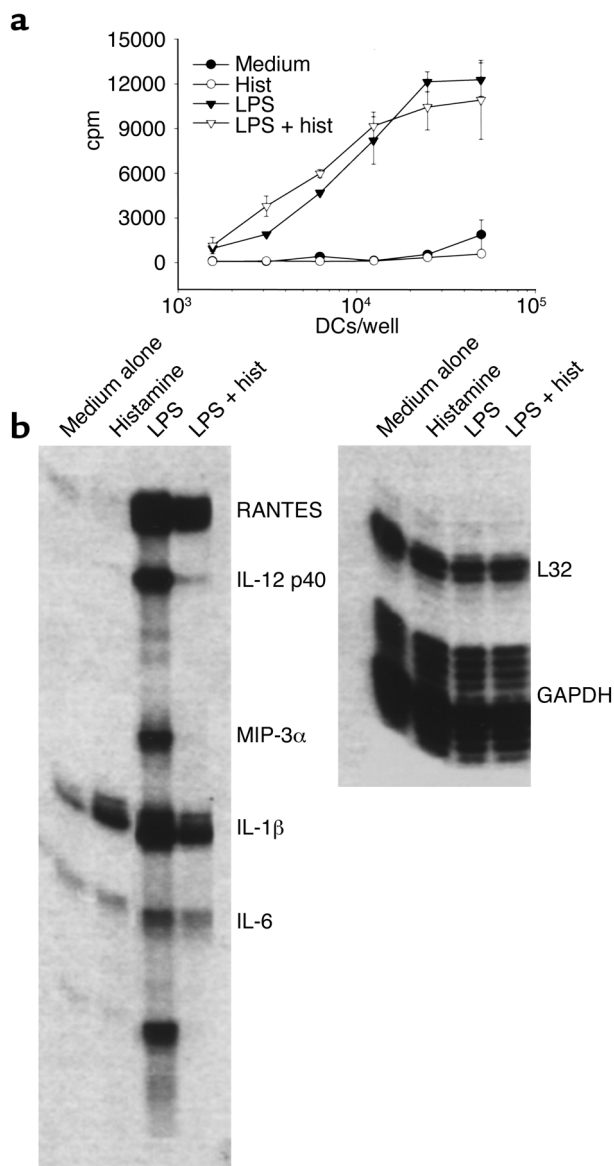 a
15000
12000
9000
6000
3000
0
cpm
Medium
Hist
LPS
LPS + hist
10³
10⁴
10⁵
DCs/well
b
Medium alone
Histamine
LPS
LPS + hist
RANTES
IL-12 p40
MIP-3α
IL-1β
IL-6
Medium alone
Histamine
LPS
LPS + hist
L32
GAPDH